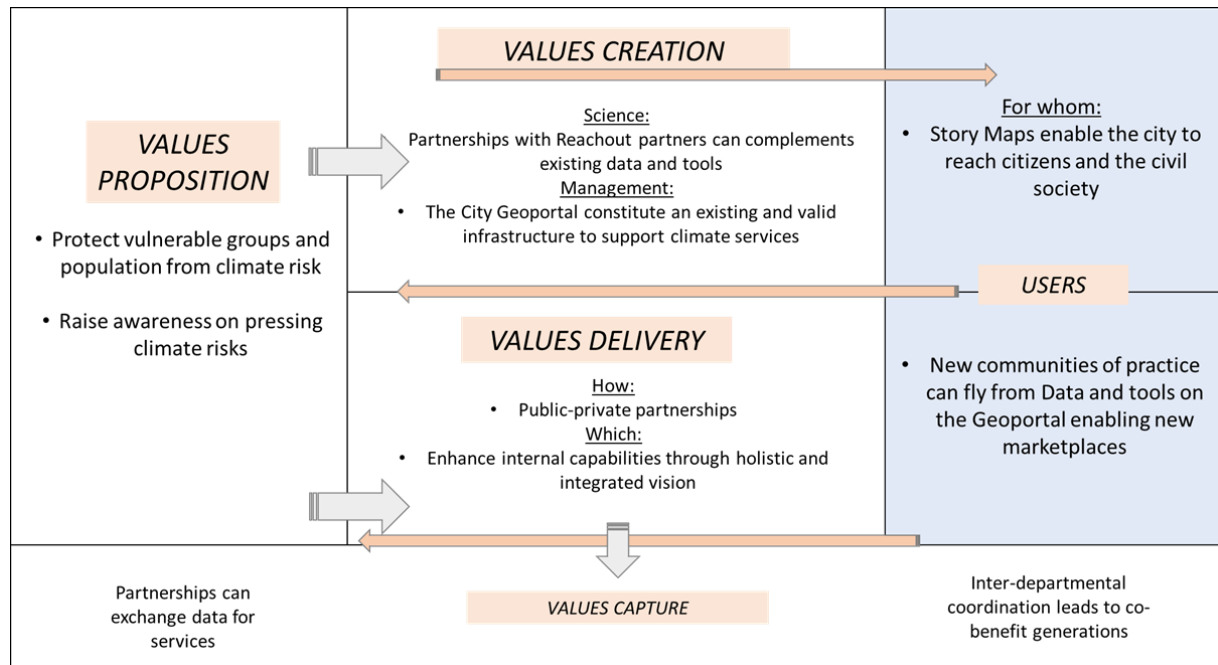 VALUES
PROPOSITION
• Protect vulnerable groups and
population from climate risk
• Raise awareness on pressing
climate risks
VALUES CREATION
Science:
Partnerships with Reachout partners can complements
existing data and tools
Management:
• The City Geoportal constitute an existing and valid
infrastructure to support climate services
For whom:
• Story Maps enable the city to
reach citizens and the civil
society
USERS
VALUES DELIVERY
How:
• Public-private partnerships
Which:
• Enhance internal capabilities through holistic and
integrated vision
• New communities of practice
can fly from Data and tools on
the Geoportal enabling new
marketplaces
Partnerships can
exchange data for
services
VALUES CAPTURE
Inter-departmental
coordination leads to co-
benefit generations